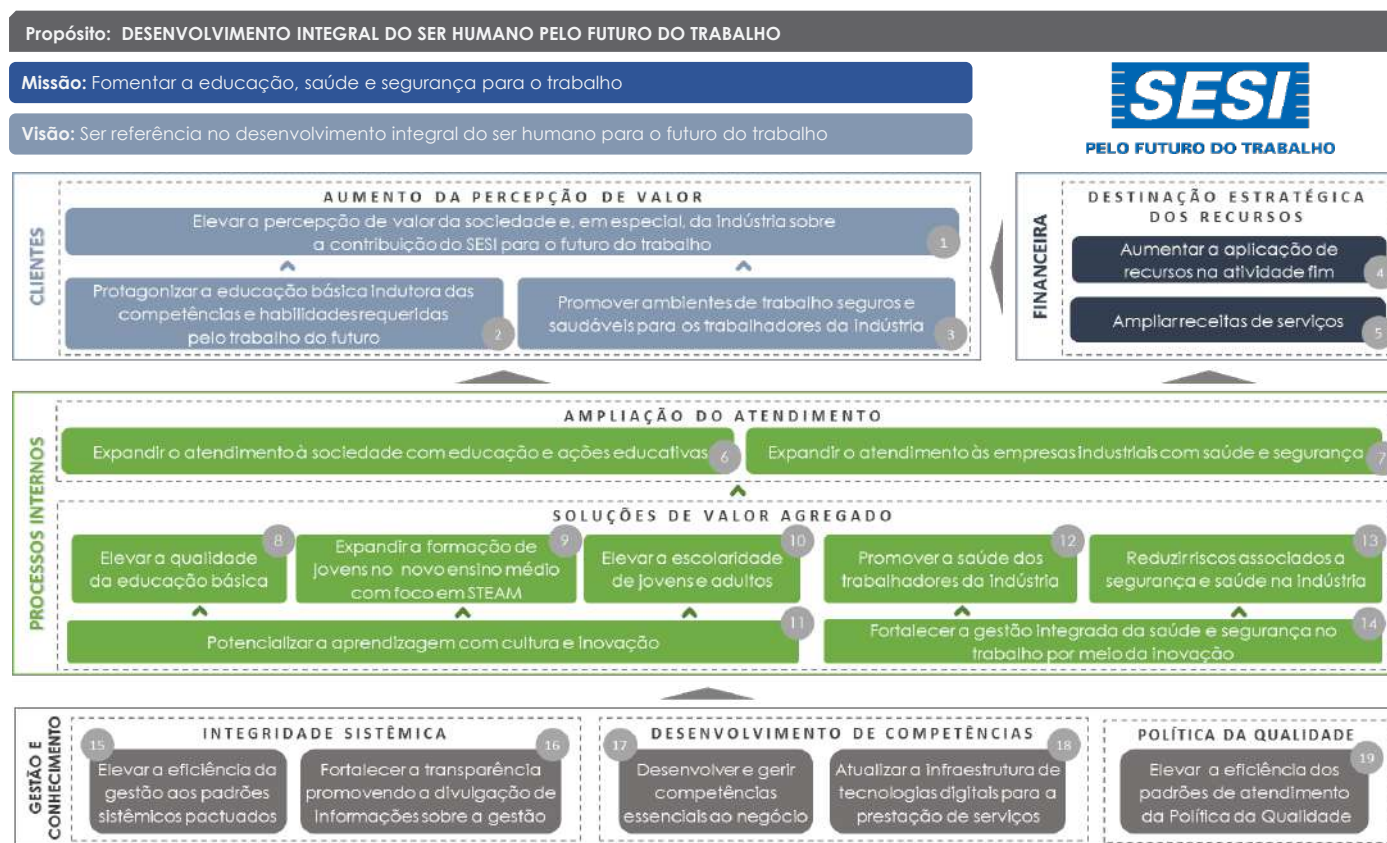 Propósito: DESENVOLVIMENTO INTEGRAL DO SER HUMANO PELO FUTURO DO TRABALHO
Missão: Fomentar a educação, saúde e segurança para o trabalho
Visão: Ser referência no desenvolvimento integral do ser humano para o futuro do trabalho
SESI
PELO FUTURO DO TRABALHO
CLIENTES
AUMENTO DA PERCEPÇÃO DE VALOR
Elevar a percepção de valor da sociedade e, em especial, da indústria sobre
a contribuição do SESI para o futuro do trabalho
1
Protagonizar a educação básica indutora das
competências e habilidades requeridas
pelo trabalho do futuro
2
Promover ambientes de trabalho seguros e
saudáveis para os trabalhadores da indústria
3
FINANCEIRA
DESTINAÇÃO ESTRATÉGICA
DOS RECURSOS
Aumentar a aplicação de
recursos na atividade fim
4
Ampliar receitas de serviços
5
PROCESSOS INTERNOS
AMPLIAÇÃO DO ATENDIMENTO
Expandir o atendimento à sociedade com educação e ações educativas
6
Expandir o atendimento às empresas industriais com saúde e segurança
7
SOLUÇÕES DE VALOR AGREGADO
8
Elevar a qualidade
da educação básica
9
Expandir a formação de
jovens no novo ensino médio
com foco em STEAM
10
Elevar a escolaridade
de jovens e adultos
12
Promover a saúde dos
trabalhadores da indústria
13
Reduzir riscos associados a
segurança e saúde na indústria
11
Potencializar a aprendizagem com cultura e inovação
14
Fortalecer a gestão integrada da saúde e segurança no
trabalho por meio da inovação
GESTÃO E
CONHECIMENTO
INTEGRIDADE SISTÊMICA
15
Elevar a eficiência da
gestão aos padrões
sistêmicos pactuados
16
Fortalecer a transparência
promovendo a divulgação de
informações sobre a gestão
DESENVOLVIMENTO DE COMPETÊNCIAS
17
Desenvolver e gerir
competências
essenciais ao negócio
18
Atualizar a infraestrutura de
tecnologias digitais para a
prestação de serviços
POLÍTICA DA QUALIDADE
19
Elevar a eficiência dos
padrões de atendimento
da Política da Qualidade